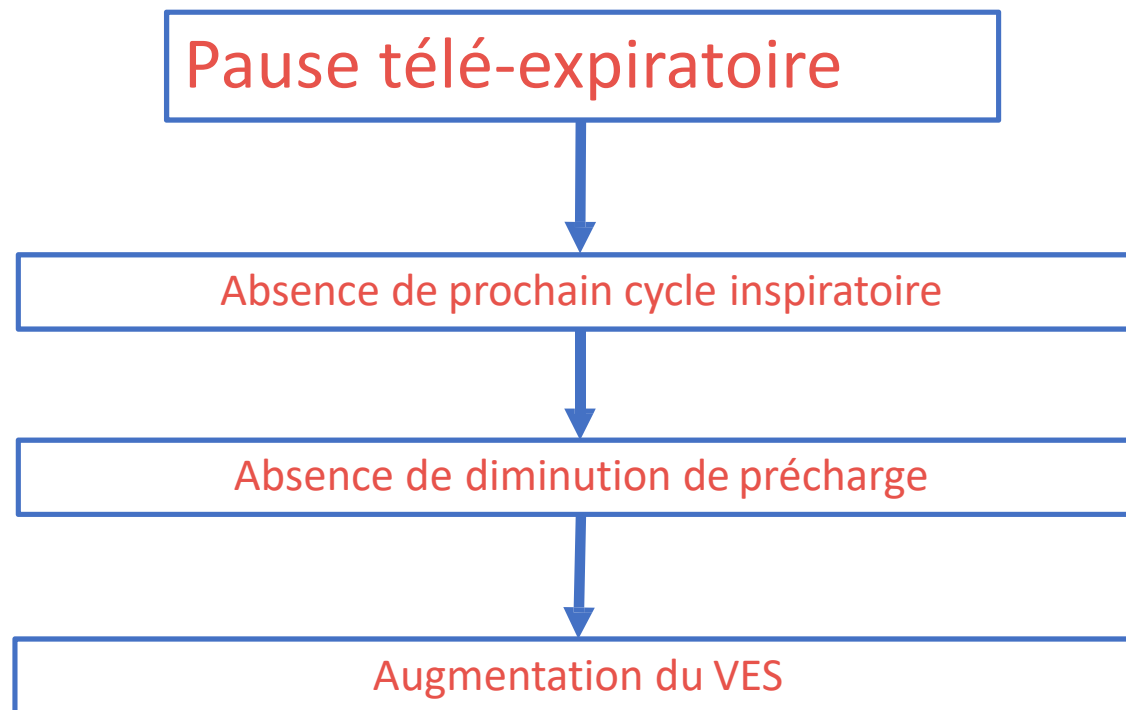 Pause télé-expiratoire
Absence de prochain cycle inspiratoire
Absence de diminution de précharge
Augmentation du VES